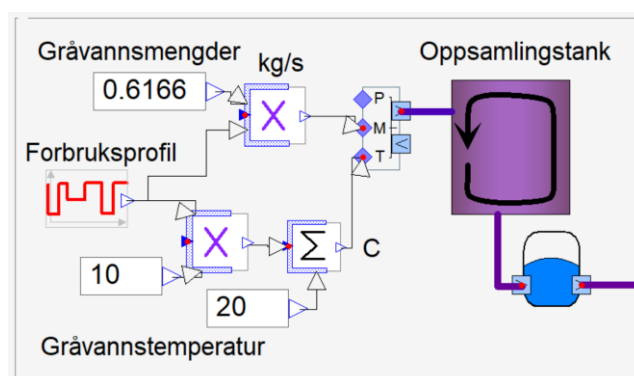 Gråvannsmengder
kg/s
Oppsamlingstank
0.6166
X
P
M
T
Forbruksprofil
X
Σ
C
10
20
Gråvannstemperatur